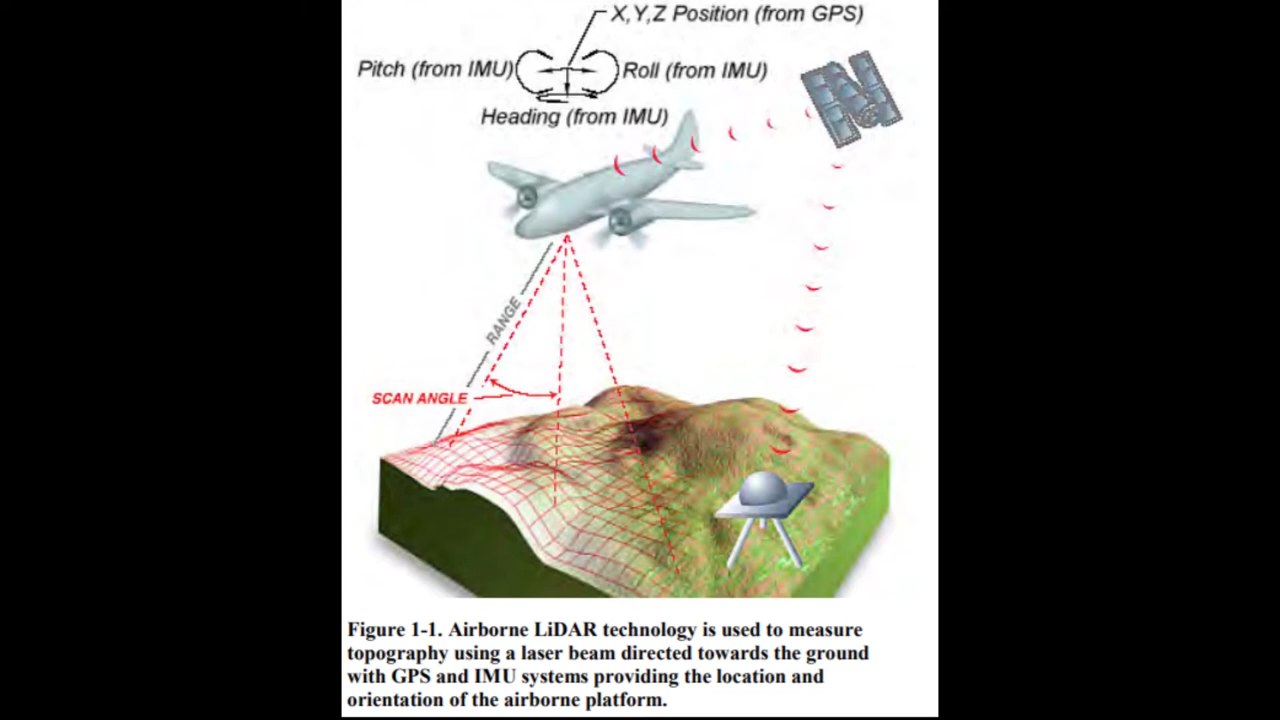 X,Y,Z Position (from GPS)
Pitch (from IMU)
Roll (from IMU)
Heading (from IMU)
RANGE
SCAN ANGLE
Figure 1-1. Airborne LiDAR technology is used to measure
topography using a laser beam directed towards the ground
with GPS and IMU systems providing the location and
orientation of the airborne platform.